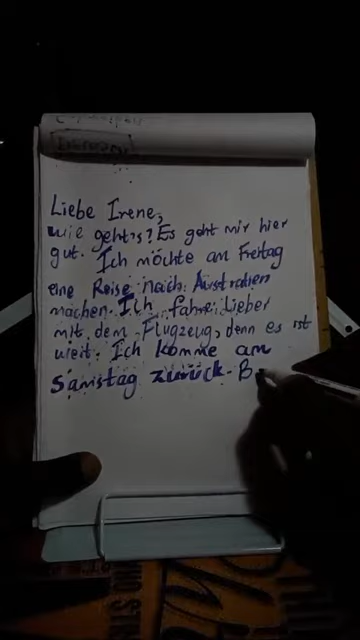 Liebe Irene,
wie geht's? Es geht mir hier
gut. Ich möchte am Freitag
eine Reise nach Australien
machen. Ich fahre Lieber
mit dem Flugzeug, denn es ist
weit. Ich komme am
Samstag zurück. B